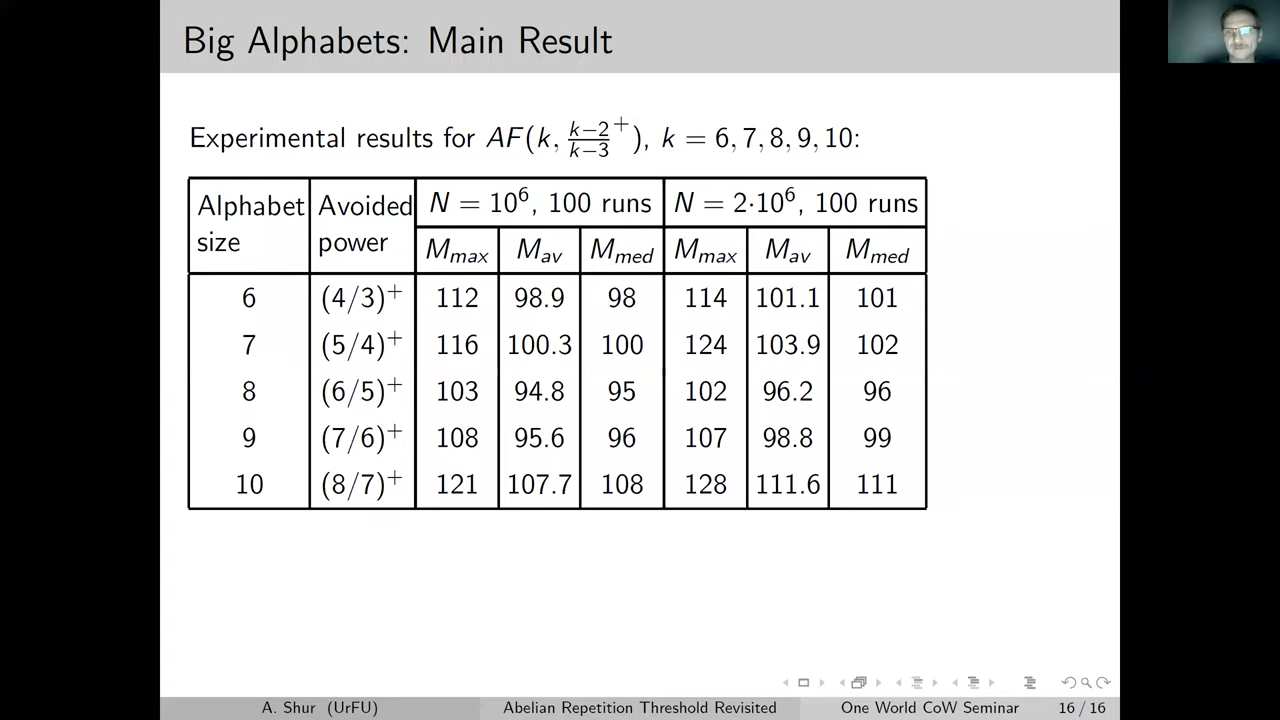 Big Alphabets: Main Result
Experimental results for AF(k, k−2/k−3⁺), k = 6, 7, 8, 9, 10:
Alphabet size | Avoided power | N = 10⁶, 100 runs | N = 2·10⁶, 100 runs
M_max | M_av | M_med | M_max | M_av | M_med
6 | (4/3)⁺ | 112 | 98.9 | 98 | 114 | 101.1 | 101
7 | (5/4)⁺ | 116 | 100.3 | 100 | 124 | 103.9 | 102
8 | (6/5)⁺ | 103 | 94.8 | 95 | 102 | 96.2 | 96
9 | (7/6)⁺ | 108 | 95.6 | 96 | 107 | 98.8 | 99
10 | (8/7)⁺ | 121 | 107.7 | 108 | 128 | 111.6 | 111
A. Shur (UrFU) Abelian Repetition Threshold Revisited One World CoW Seminar 16 / 16